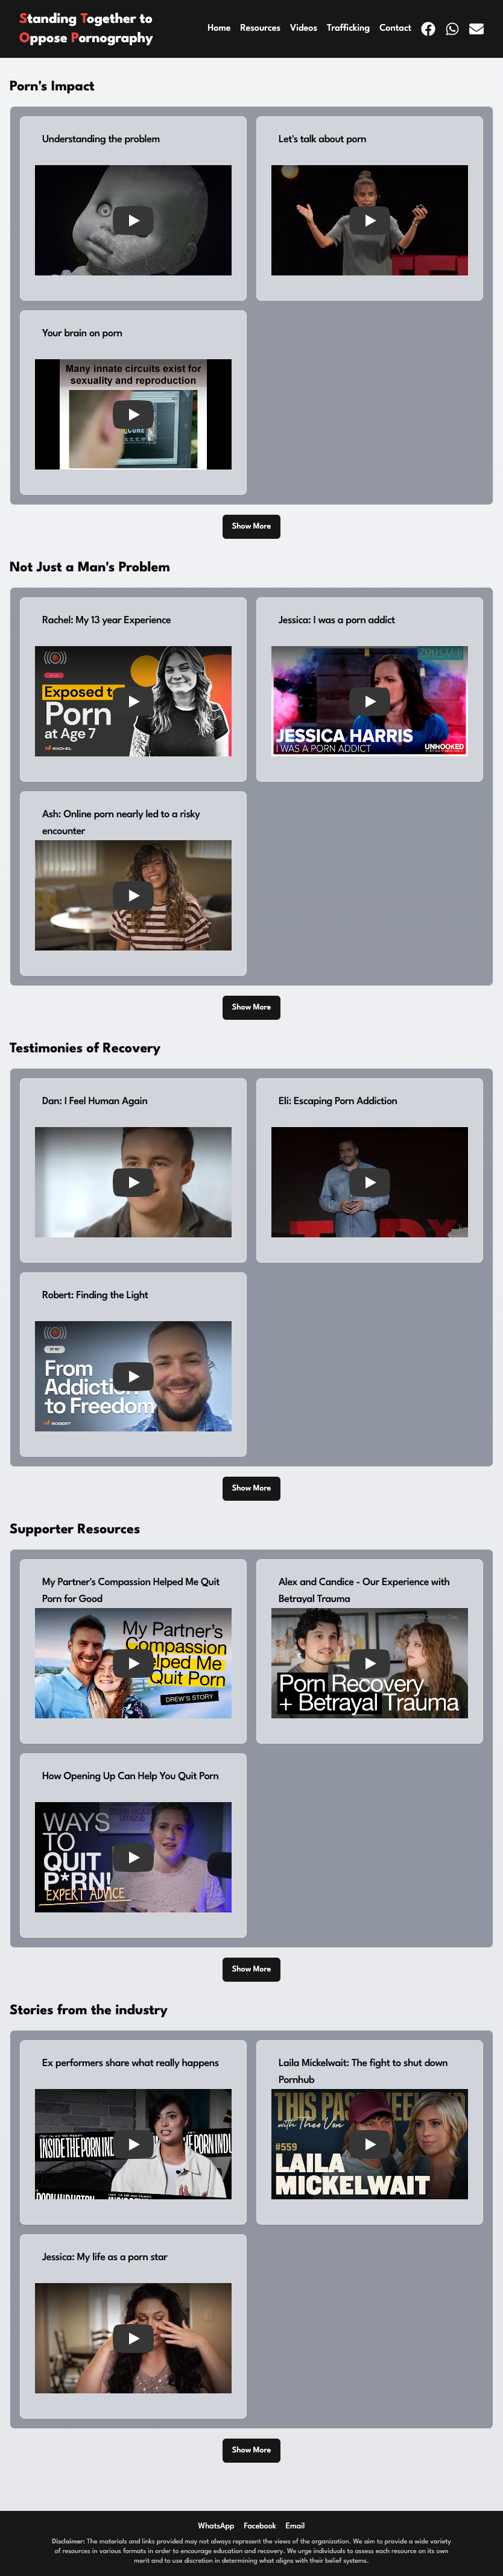 Standing Together to
Oppose Pornography
Home Resources Videos Trafficking Contact
Porn's Impact
Understanding the problem
Let's talk about porn
Your brain on porn
Many innate circuits exist for
sexuality and reproduction
Show More
Not Just a Man's Problem
Rachel: My 13 year Experience
Exposed t
Porn
at Age 7
RACHEL
Jessica: I was a porn addict
JESSICA HARRIS
I WAS A PORN ADDICT
UNHOOKED
Ash: Online porn nearly led to a risky
encounter
Show More
Testimonies of Recovery
Dan: I Feel Human Again
Eli: Escaping Porn Addiction
Robert: Finding the Light
From
Addiction
to Freedom
ROBERT
Show More
Supporter Resources
My Partner's Compassion Helped Me Quit
Porn for Good
My Partner's
Compassion
Helped Me
Quit Porn
DREW'S STORY
Alex and Candice - Our Experience with
Betrayal Trauma
Porn Recovery
+ Betrayal Trauma
How Opening Up Can Help You Quit Porn
WAYS
TO
QUIT
P*RN!
EXPERT ADVICE
Show More
Stories from the industry
Ex performers share what really happens
INSIDE THE PORN IND
PORN INDUSTRY
Laila Mickelwait: The fight to shut down
Pornhub
THIS PAST WEEKEND
with Theo Von
#559
LAILA
MICKELWAIT
Jessica: My life as a porn star
Show More
WhatsApp Facebook Email
Disclaimer: The materials and links provided may not always represent the views of the organization. We aim to provide a wide variety
of resources in various formats in order to encourage education and recovery. We urge individuals to assess each resource on its own
merit and to use discretion in determining what aligns with their belief systems.